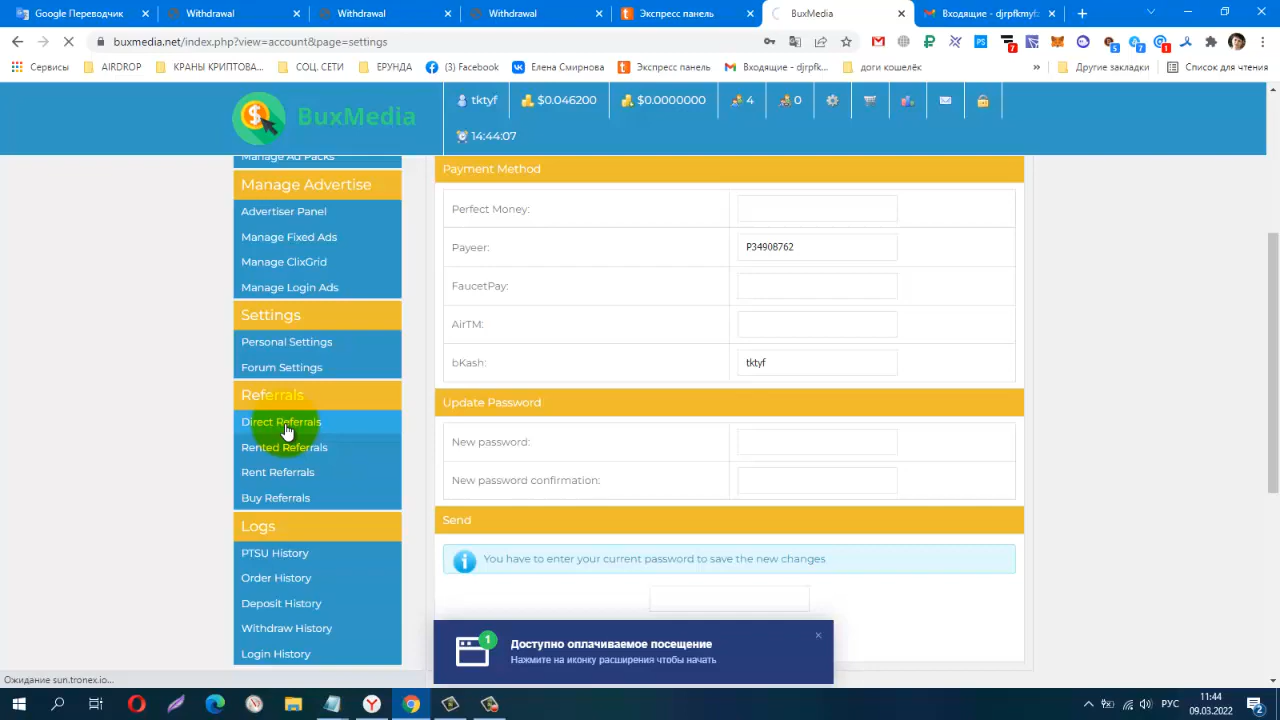 Google Переводчик
Withdrawal
Withdrawal
Withdrawal
Экспресс панель
BuxMedia
Входящие - djrpfkmyf:
buxmedia.net/index.php?view=account&page=settings
Сервисы
AIRDROP
КРАНЫ КРИПТОВА...
СОЦ. СЕТИ
ЕРУНДА
(3) Facebook
Елена Смирнова
Экспресс панель
Входящие - djrpfk...
доги кошелёк
»
Другие закладки
Список для чтения
BuxMedia
tktyf
$0.046200
$0.0000000
4
0
14:44:07
Manage Ad Packs
Manage Advertise
Advertiser Panel
Manage Fixed Ads
Manage ClixGrid
Manage Login Ads
Settings
Personal Settings
Forum Settings
Referrals
Direct Referrals
Rented Referrals
Rent Referrals
Buy Referrals
Logs
PTSU History
Order History
Deposit History
Withdraw History
Login History
Payment Method
Perfect Money:
Payeer:
P34908762
FaucetPay:
AirTM:
bKash:
tktyf
Update Password
New password:
New password confirmation:
Send
You have to enter your current password to save the new changes
1
Доступно оплачиваемое посещение
Нажмите на иконку расширения чтобы начать
Ожидание sun.tronex.io...
РУС
11:44
09.03.2022
2